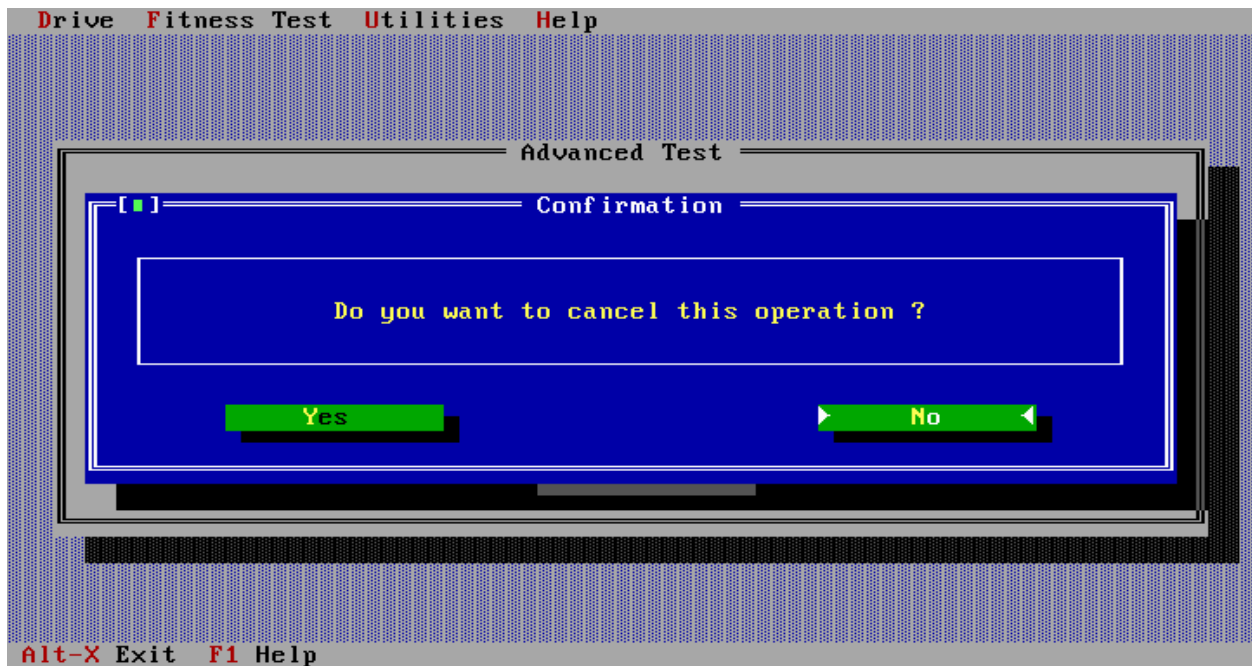 Drive Fitness Test Utilities Help
Advanced Test
[■] Confirmation
Do you want to cancel this operation ?
Yes No
Alt-X Exit F1 Help